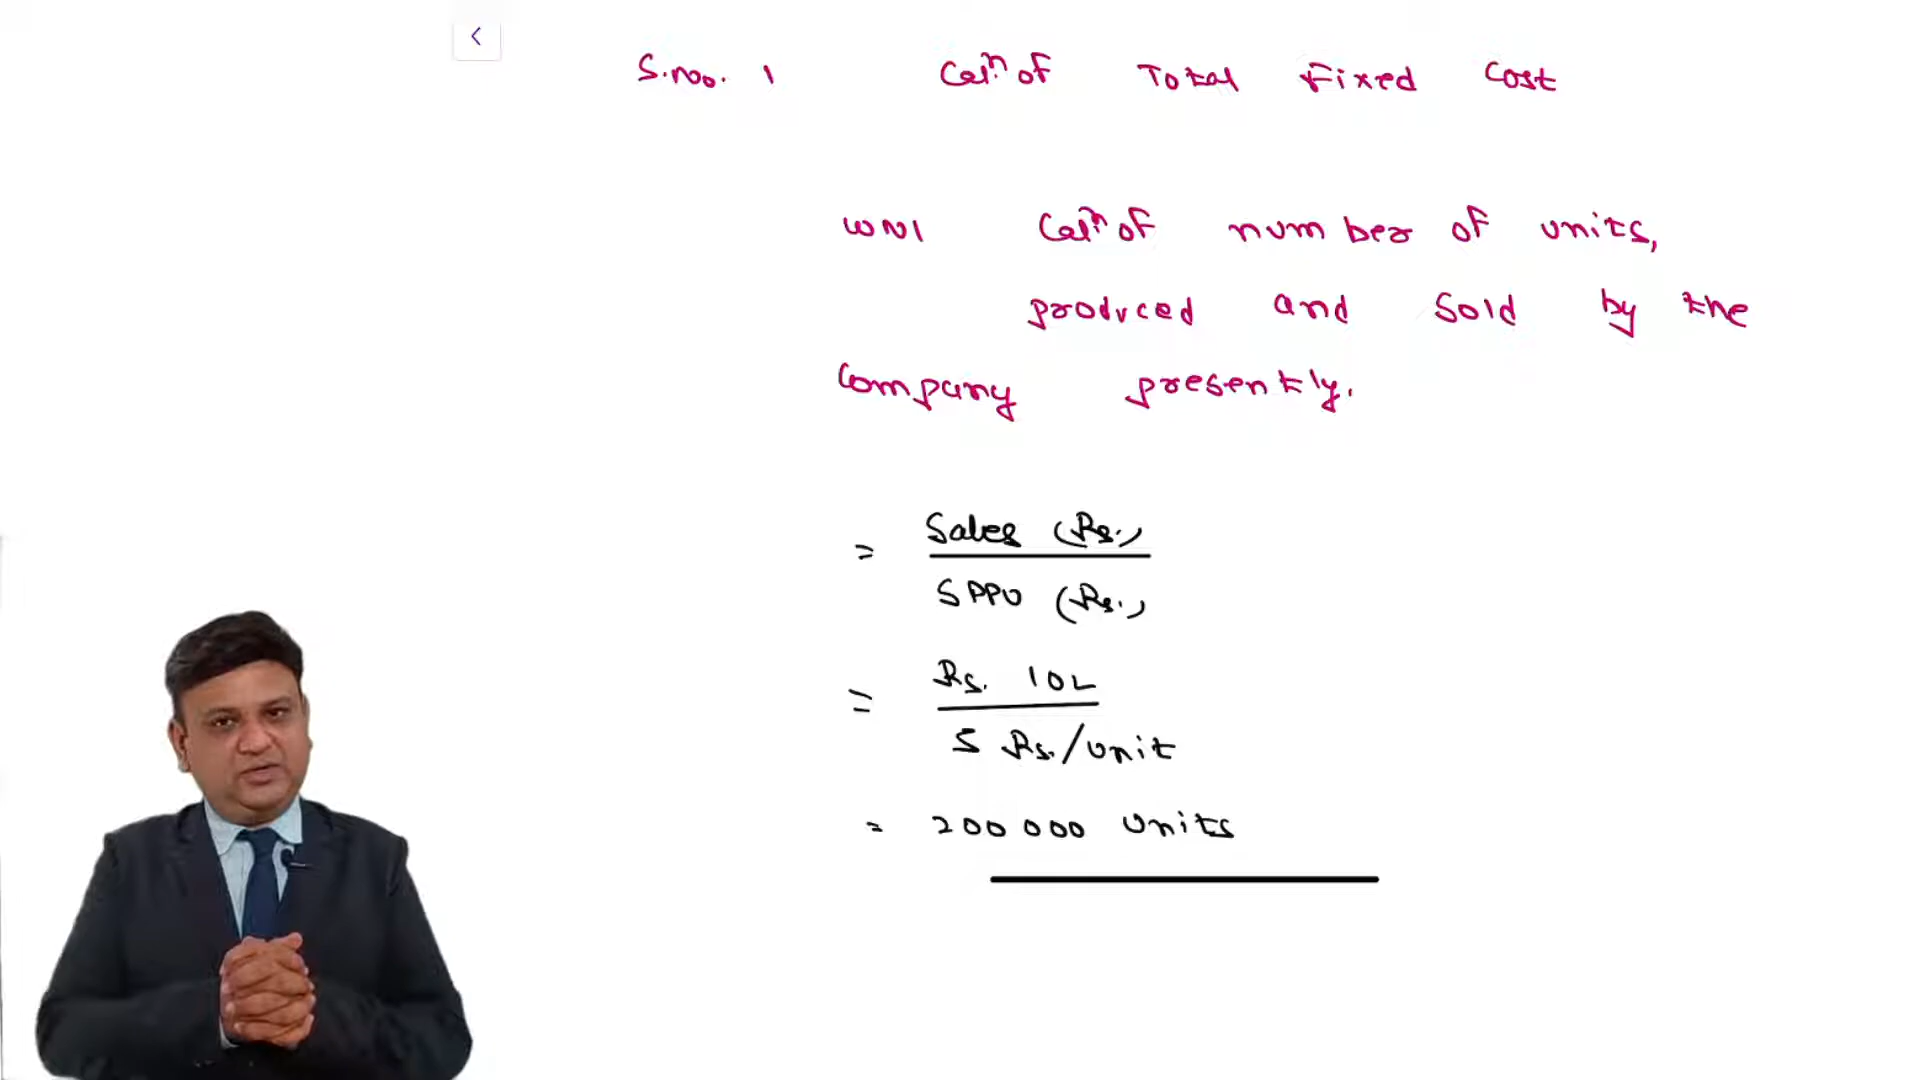 S.no. 1 Calⁿ of Total Fixed Cost
WN1 Calⁿ of number of units,
produced and Sold by the
Company presently.
= Sales (Rs.)
SPPU (Rs.)
= Rs. 10L
5 Rs./unit
= 200 000 Units